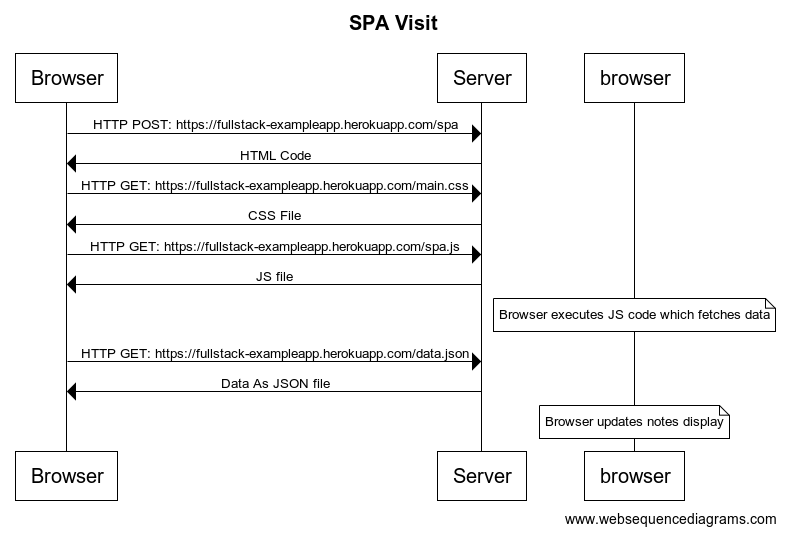 SPA Visit
Browser
Server
browser
HTTP POST: https://fullstack-exampleapp.herokuapp.com/spa
HTML Code
HTTP GET: https://fullstack-exampleapp.herokuapp.com/main.css
CSS File
HTTP GET: https://fullstack-exampleapp.herokuapp.com/spa.js
JS file
Browser executes JS code which fetches data
HTTP GET: https://fullstack-exampleapp.herokuapp.com/data.json
Data As JSON file
Browser updates notes display
Browser
Server
browser
www.websequencediagrams.com